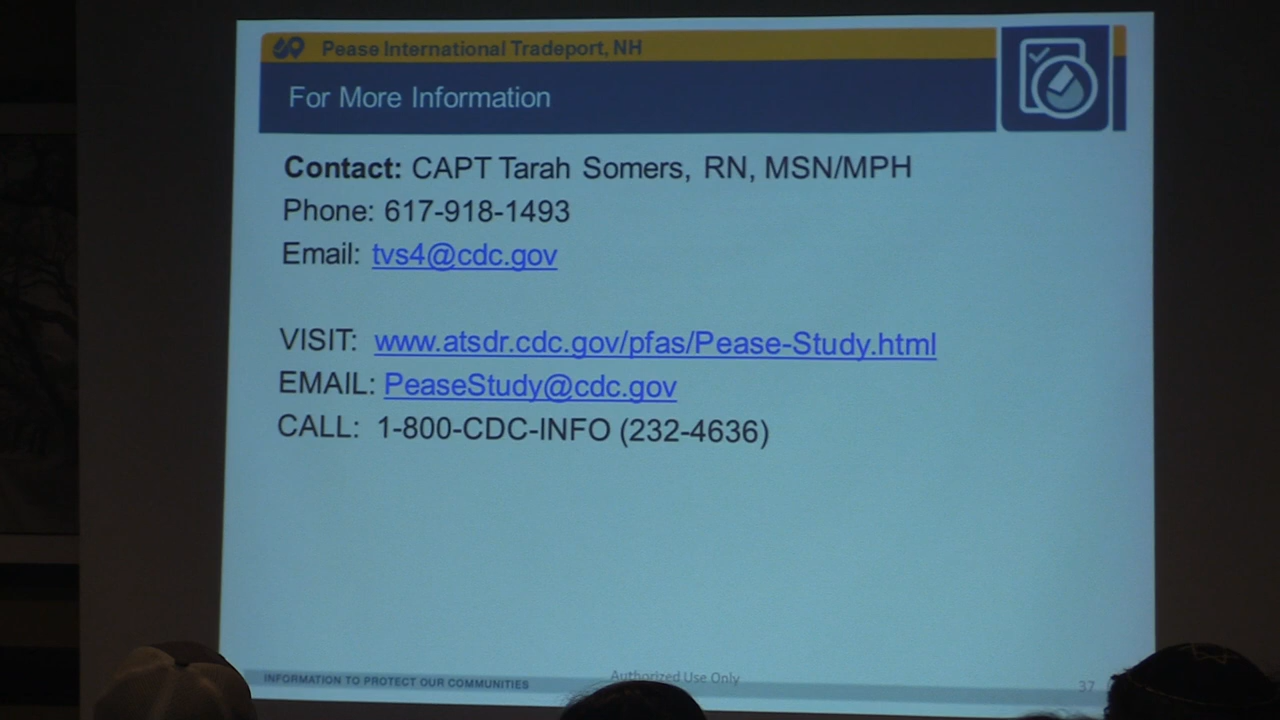 Pease International Tradeport, NH
For More Information
Contact: CAPT Tarah Somers, RN, MSN/MPH
Phone: 617-918-1493
Email: tvs4@cdc.gov
VISIT: www.atsdr.cdc.gov/pfas/Pease-Study.html
EMAIL: PeaseStudy@cdc.gov
CALL: 1-800-CDC-INFO (232-4636)
INFORMATION TO PROTECT OUR COMMUNITIES
Authorized Use Only
37